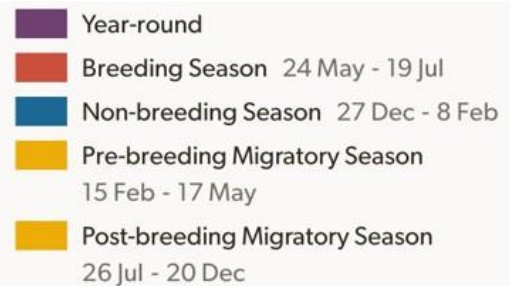 Year-round
Breeding Season 24 May - 19 Jul
Non-breeding Season 27 Dec - 8 Feb
Pre-breeding Migratory Season
15 Feb - 17 May
Post-breeding Migratory Season
26 Jul - 20 Dec